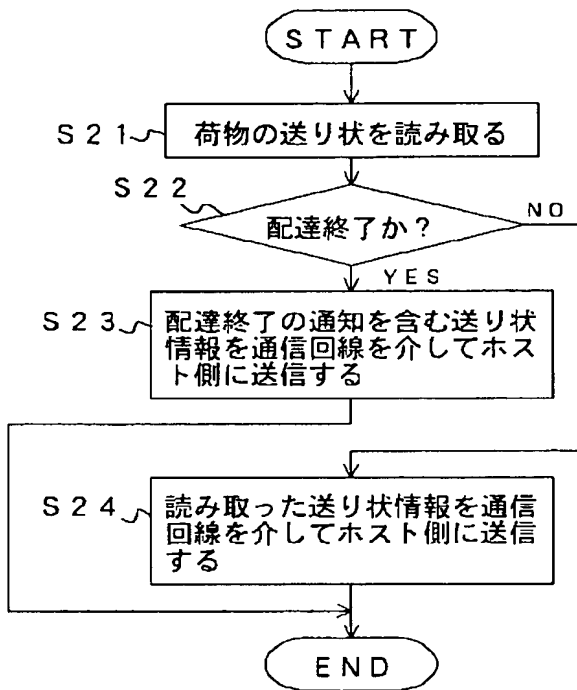 START
S21
荷物の送り状を読み取る
S22
配達終了か?
NO
YES
S23
配達終了の通知を含む送り状
情報を通信回線を介してホス
ト側に送信する
S24
読み取った送り状情報を通信
回線を介してホスト側に送信
する
END